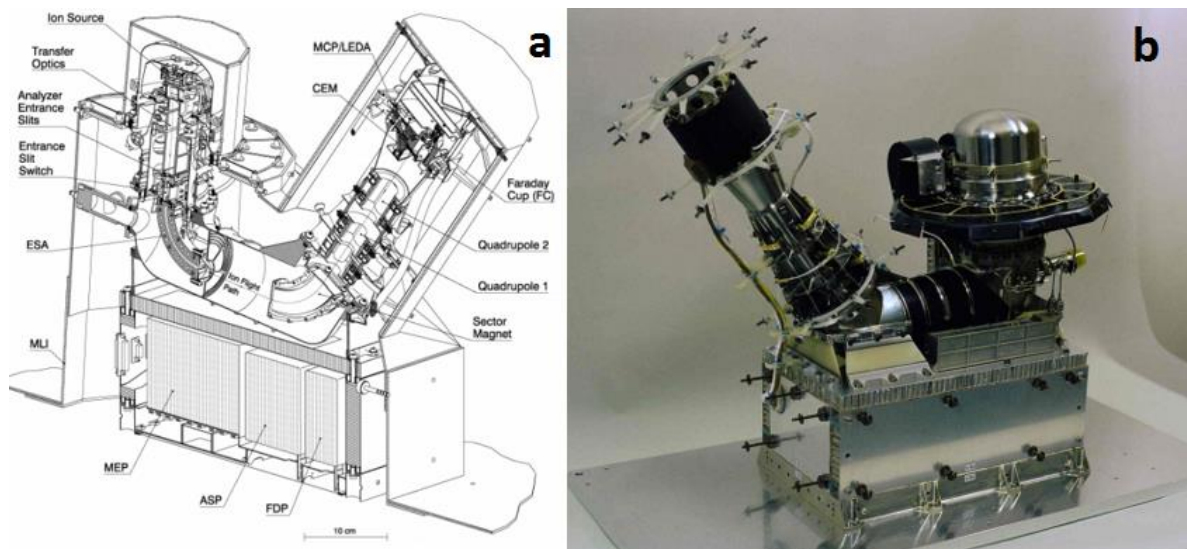 a
Ion Source
Transfer
Optics
Analyzer
Entrance
Slits
Entrance
Slit
Switch
ESA
MLI
MEP
ASP
FDP
10 cm
Ion Flight
Path
MCP/LEDA
CEM
Faraday
Cup (FC)
Quadrupole 2
Quadrupole 1
Sector
Magnet
b